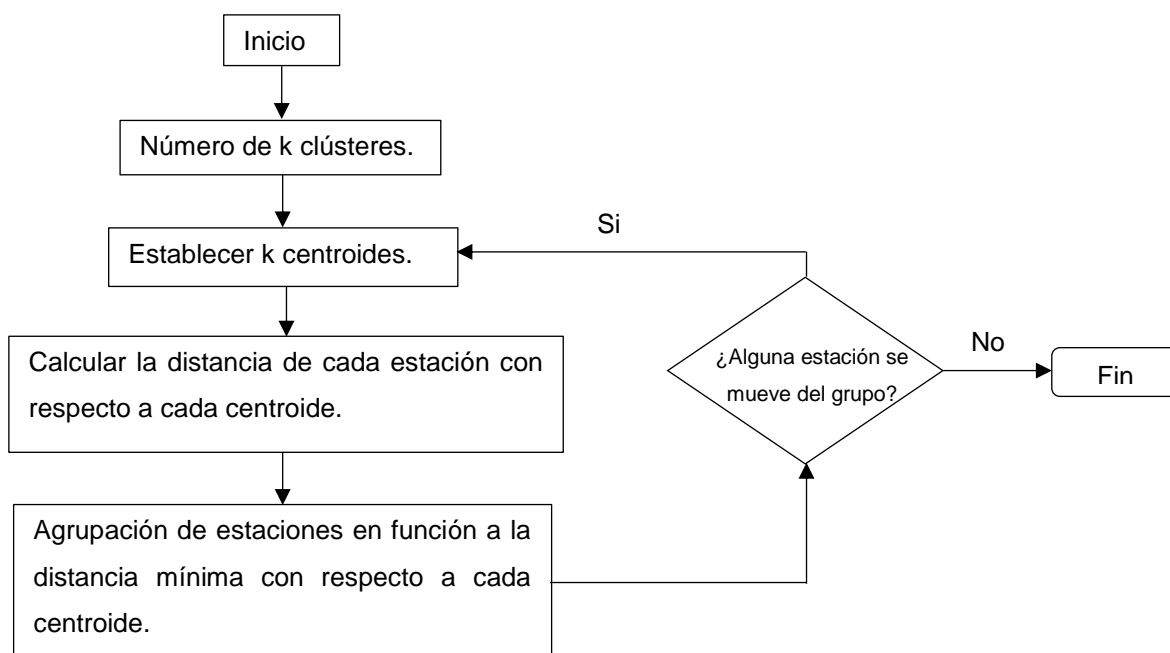 Inicio
Número de k clústeres.
Establecer k centroides.
Calcular la distancia de cada estación con
respecto a cada centroide.
Agrupación de estaciones en función a la
distancia mínima con respecto a cada
centroide.
¿Alguna estación se
mueve del grupo?
Si
No
Fin